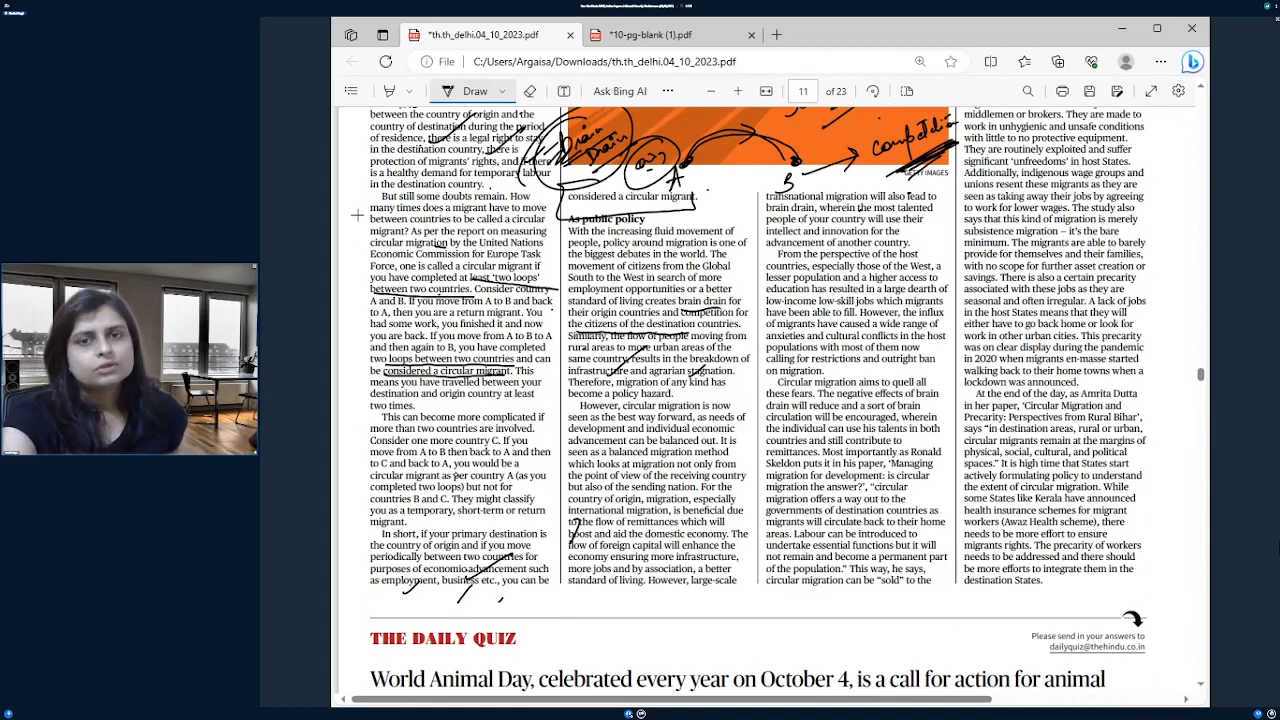 *th.th_delhi.04_10_2023.pdf
*10-pg-blank (1).pdf
File
C:/Users/Argaisa/Downloads/th.th_delhi.04_10_2023.pdf
Draw
Ask Bing AI
11 of 23
between the country of origin and the
country of destination during the period
of residence, there is a legal right to stay
in the destination country, there is
protection of migrants' rights, and if there
is a healthy demand for temporary labour
in the destination country.
But still some doubts remain. How
many times does a migrant have to move
between countries to be called a circular
migrant? As per the report on measuring
circular migration by the United Nations
Economic Commission for Europe Task
Force, one is called a circular migrant if
you have completed at least 'two loops'
between two countries. Consider country
A and B. If you move from A to B and back
to A, then you are a return migrant. You
had some work, you finished it and now
you are back. If you move from A to B to A
and then again to B, you have completed
two loops between two countries and can
be considered a circular migrant. This
means you have travelled between your
destination and origin country at least
two times.
This can become more complicated if
more than two countries are involved.
Consider one more country C. If you
move from A to B then back to A and then
to C and back to A, you would be a
circular migrant as per country A (as you
completed two loops) but not for
countries B and C. They might classify
you as a temporary, short-term or return
migrant.
In short, if your primary destination is
the country of origin and if you move
periodically between two countries for
purposes of economic advancement such
as employment, business etc., you can be
Brain
Drain
A
B
competition
GETTY IMAGES
considered a circular migrant.
As public policy
With the increasing fluid movement of
people, policy around migration is one of
the biggest debates in the world. The
movement of citizens from the Global
South to the West in search of more
employment opportunities or a better
standard of living creates brain drain for
their origin countries and competition for
the citizens of the destination countries.
Similarly, the flow of people moving from
rural areas to more urban areas of the
same country, results in the breakdown of
infrastructure and agrarian stagnation.
Therefore, migration of any kind has
become a policy hazard.
However, circular migration is now
seen as the best way forward, as needs of
development and individual economic
advancement can be balanced out. It is
seen as a balanced migration method
which looks at migration not only from
the point of view of the receiving country
but also of the sending nation. For the
country of origin, migration, especially
international migration, is beneficial due
to the flow of remittances which will
boost and aid the domestic economy. The
flow of foreign capital will enhance the
economy ensuring more infrastructure,
more jobs and by association, a better
standard of living. However, large-scale
transnational migration will also lead to
brain drain, wherein the most talented
people of your country will use their
intellect and innovation for the
advancement of another country.
From the perspective of the host
countries, especially those of the West, a
lesser population and a higher access to
education has resulted in a large dearth of
low-income low-skill jobs which migrants
have been able to fill. However, the influx
of migrants have caused a wide range of
anxieties and cultural conflicts in the host
populations with most of them now
calling for restrictions and outright ban
on migration.
Circular migration aims to quell all
these fears. The negative effects of brain
drain will reduce and a sort of brain
circulation will be encouraged, wherein
the individual can use his talents in both
countries and still contribute to
remittances. Most importantly as Ronald
Skeldon puts it in his paper, 'Managing
migration for development: is circular
migration the answer?', "circular
migration offers a way out to the
governments of destination countries as
migrants will circulate back to their home
areas. Labour can be introduced to
undertake essential functions but it will
not remain and become a permanent part
of the population." This way, he says,
circular migration can be "sold" to the
middlemen or brokers. They are made to
work in unhygienic and unsafe conditions
with little to no protective equipment.
They are routinely exploited and suffer
significant 'unfreedoms' in host States.
Additionally, indigenous wage groups and
unions resent these migrants as they are
seen as taking away their jobs by agreeing
to work for lower wages. The study also
says that this kind of migration is merely
subsistence migration – it's the bare
minimum. The migrants are able to barely
provide for themselves and their families,
with no scope for further asset creation or
savings. There is also a certain precarity
associated with these jobs as they are
seasonal and often irregular. A lack of jobs
in the host States means that they will
either have to go back home or look for
work in other urban cities. This precarity
was on clear display during the pandemic
in 2020 when migrants en-masse started
walking back to their home towns when a
lockdown was announced.
At the end of the day, as Amrita Dutta
in her paper, 'Circular Migration and
Precarity: Perspectives from Rural Bihar',
says "in destination areas, rural or urban,
circular migrants remain at the margins of
physical, social, cultural, and political
spaces." It is high time that States start
actively formulating policy to understand
the extent of circular migration. While
some States like Kerala have announced
health insurance schemes for migrant
workers (Awaz Health scheme), there
needs to be more effort to ensure
migrants rights. The precarity of workers
needs to be addressed and there should
be more efforts to integrate them in the
destination States.
THE DAILY QUIZ
Please send in your answers to
dailyquiz@thehindu.co.in
World Animal Day, celebrated every year on October 4, is a call for action for animal